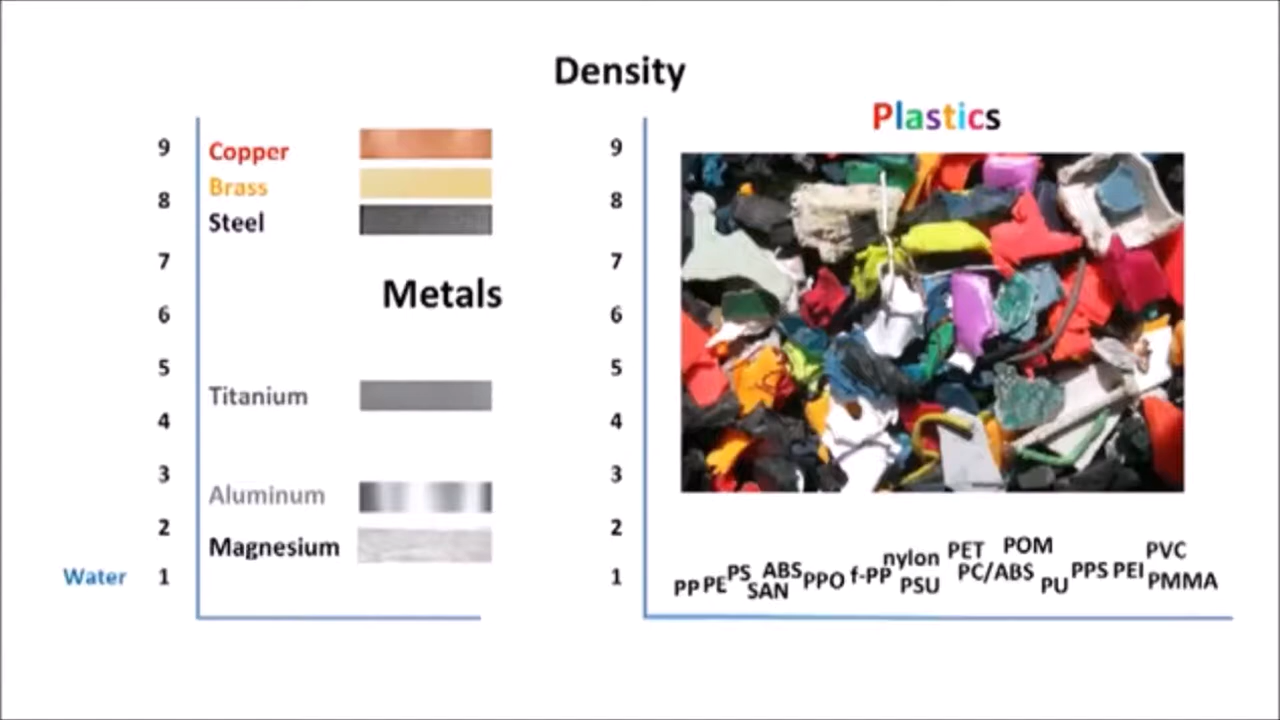 Density
9
8
7
6
5
4
3
2
Water 1
Copper
Brass
Steel
Metals
Titanium
Aluminum
Magnesium
Plastics
9
8
7
6
5
4
3
2
1
PP PE PS SAN ABS PPO f-PP nylon PSU PET PC/ABS POM PU PPS PEI PVC PMMA